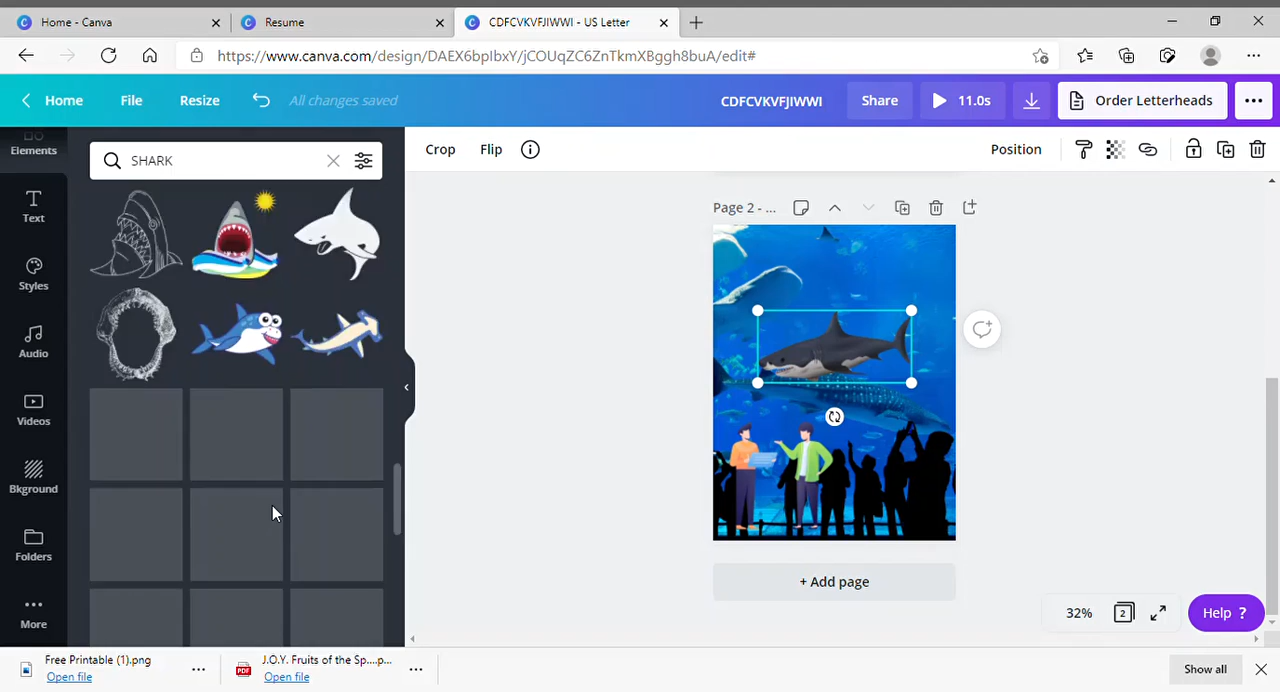 Home - Canva
Resume
CDFCVKVFJIWWI - US Letter
https://www.canva.com/design/DAEX6bpIbxY/jCOUqZC6ZnTkmXBggh8buA/edit#
Home
File
Resize
All changes saved
CDFCVKVFJIWWI
Share
11.0s
Order Letterheads
Elements
SHARK
Crop
Flip
Position
Text
Styles
Audio
Videos
Bkground
Folders
More
Page 2 - ...
+ Add page
32%
2
Help ?
Free Printable (1).png
Open file
PDF
J.O.Y. Fruits of the Sp....p...
Open file
Show all